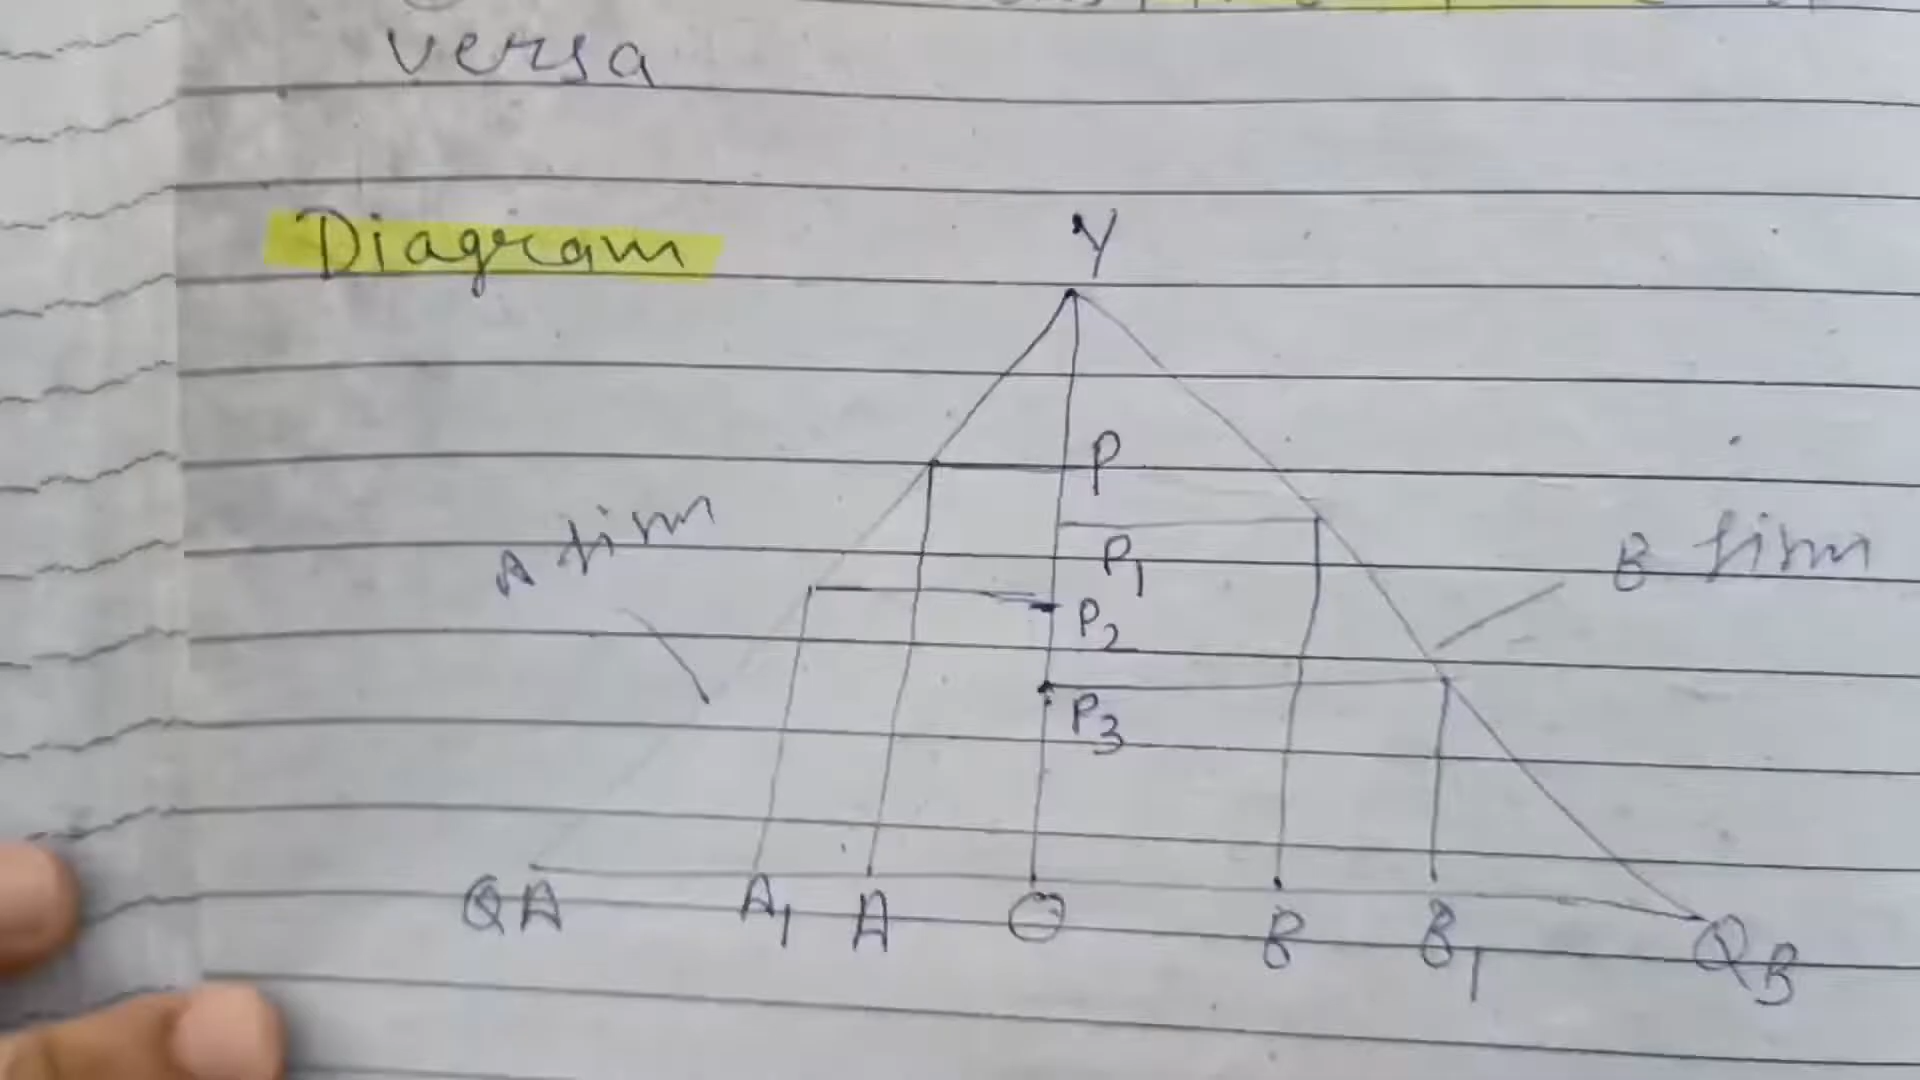 versa
Diagram
Y
P
A firm
P1
B firm
P2
P3
QA A1 A O B B1 QB